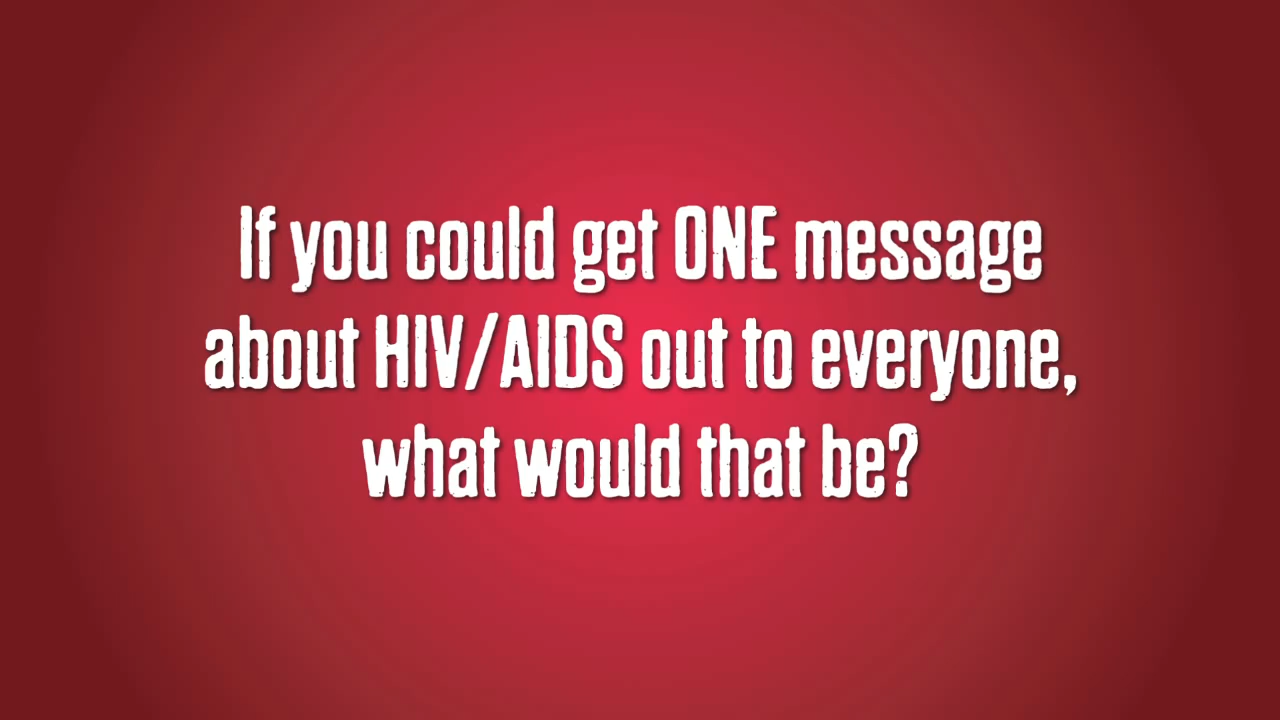 If you could get ONE message
about HIV/AIDS out to everyone,
what would that be?